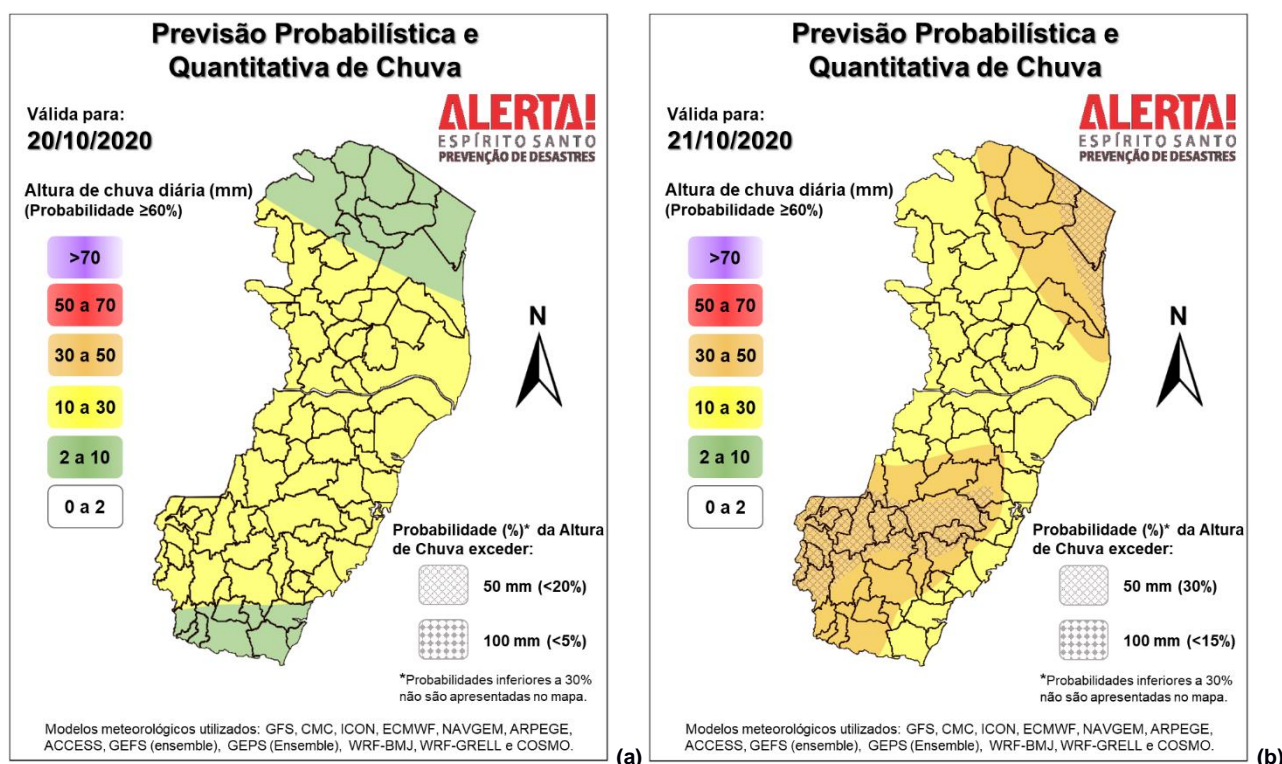 Previsão Probabilística e
Quantitativa de Chuva
Válida para:
20/10/2020
ALERTA!
ESPÍRITO SANTO
PREVENÇÃO DE DESASTRES
Altura de chuva diária (mm)
(Probabilidade ≥60%)
>70
50 a 70
30 a 50
10 a 30
2 a 10
0 a 2
N
Probabilidade (%)* da Altura
de Chuva exceder:
50 mm (<20%)
100 mm (<5%)
*Probabilidades inferiores a 30%
não são apresentadas no mapa.
Modelos meteorológicos utilizados: GFS, CMC, ICON, ECMWF, NAVGEM, ARPEGE,
ACCESS, GEFS (ensemble), GEPS (Ensemble), WRF-BMJ, WRF-GRELL e COSMO.
(a)
Previsão Probabilística e
Quantitativa de Chuva
Válida para:
21/10/2020
ALERTA!
ESPÍRITO SANTO
PREVENÇÃO DE DESASTRES
Altura de chuva diária (mm)
(Probabilidade ≥60%)
>70
50 a 70
30 a 50
10 a 30
2 a 10
0 a 2
N
Probabilidade (%)* da Altura
de Chuva exceder:
50 mm (30%)
100 mm (<15%)
*Probabilidades inferiores a 30%
não são apresentadas no mapa.
Modelos meteorológicos utilizados: GFS, CMC, ICON, ECMWF, NAVGEM, ARPEGE,
ACCESS, GEFS (ensemble), GEPS (Ensemble), WRF-BMJ, WRF-GRELL e COSMO.
(b)